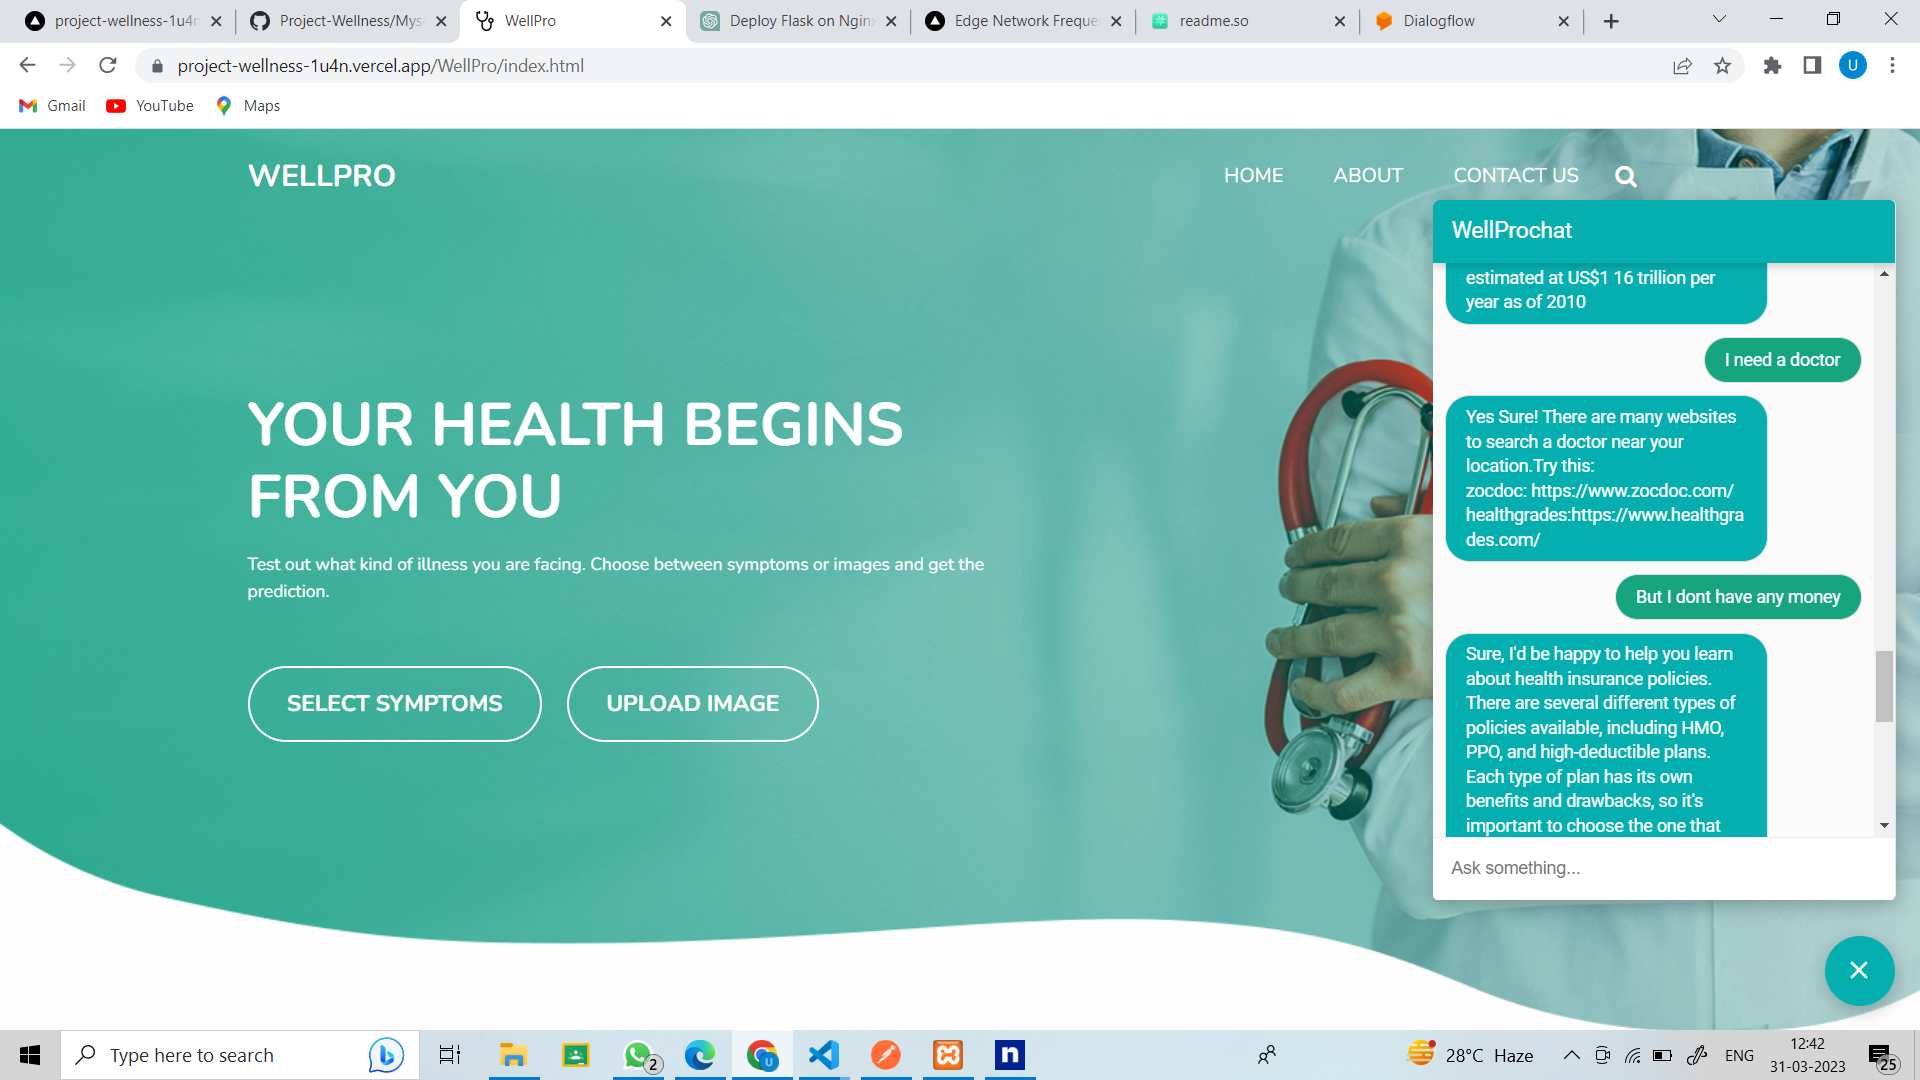 project-wellness-1u4n
Project-Wellness/Mys
WellPro
Deploy Flask on Nginx
Edge Network Freque
readme.so
Dialogflow
project-wellness-1u4n.vercel.app/WellPro/index.html
U
Gmail
YouTube
Maps
WELLPRO
HOME
ABOUT
CONTACT US
YOUR HEALTH BEGINS
FROM YOU
Test out what kind of illness you are facing. Choose between symptoms or images and get the
prediction.
SELECT SYMPTOMS
UPLOAD IMAGE
WellProchat
estimated at US$1 16 trillion per
year as of 2010
I need a doctor
Yes Sure! There are many websites
to search a doctor near your
location.Try this:
zocdoc: https://www.zocdoc.com/
healthgrades:https://www.healthgra
des.com/
But I dont have any money
Sure, I'd be happy to help you learn
about health insurance policies.
There are several different types of
policies available, including HMO,
PPO, and high-deductible plans.
Each type of plan has its own
benefits and drawbacks, so it's
important to choose the one that
Ask something...
Type here to search
2
U
n
28°C Haze
ENG
12:42
31-03-2023
25